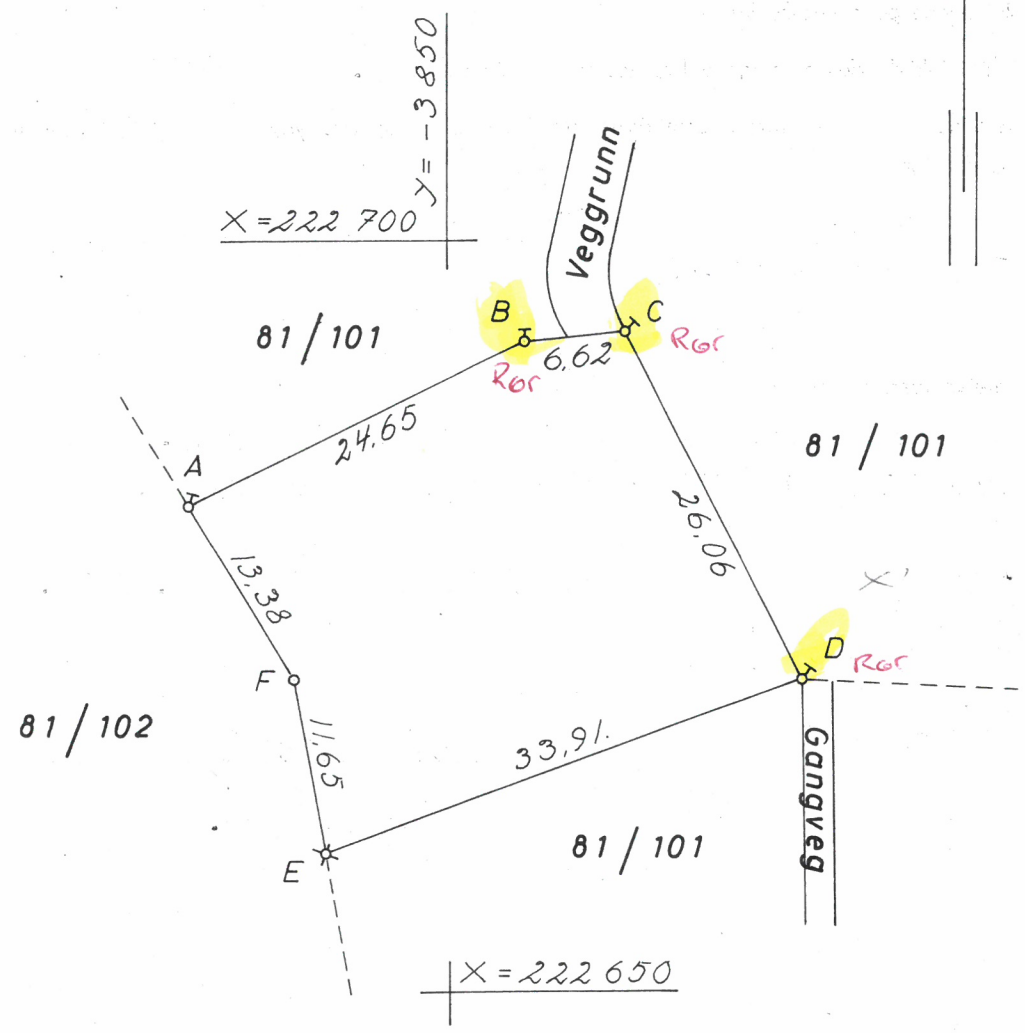 y = -3850
X = 222 700
Veggrunn
B
C
81/101
6,62
Rør
Rør
24,65
81/101
A
26,06
13,38
D
Rør
F
81/102
11,65
33,91.
Gangveg
81/101
E
X = 222 650